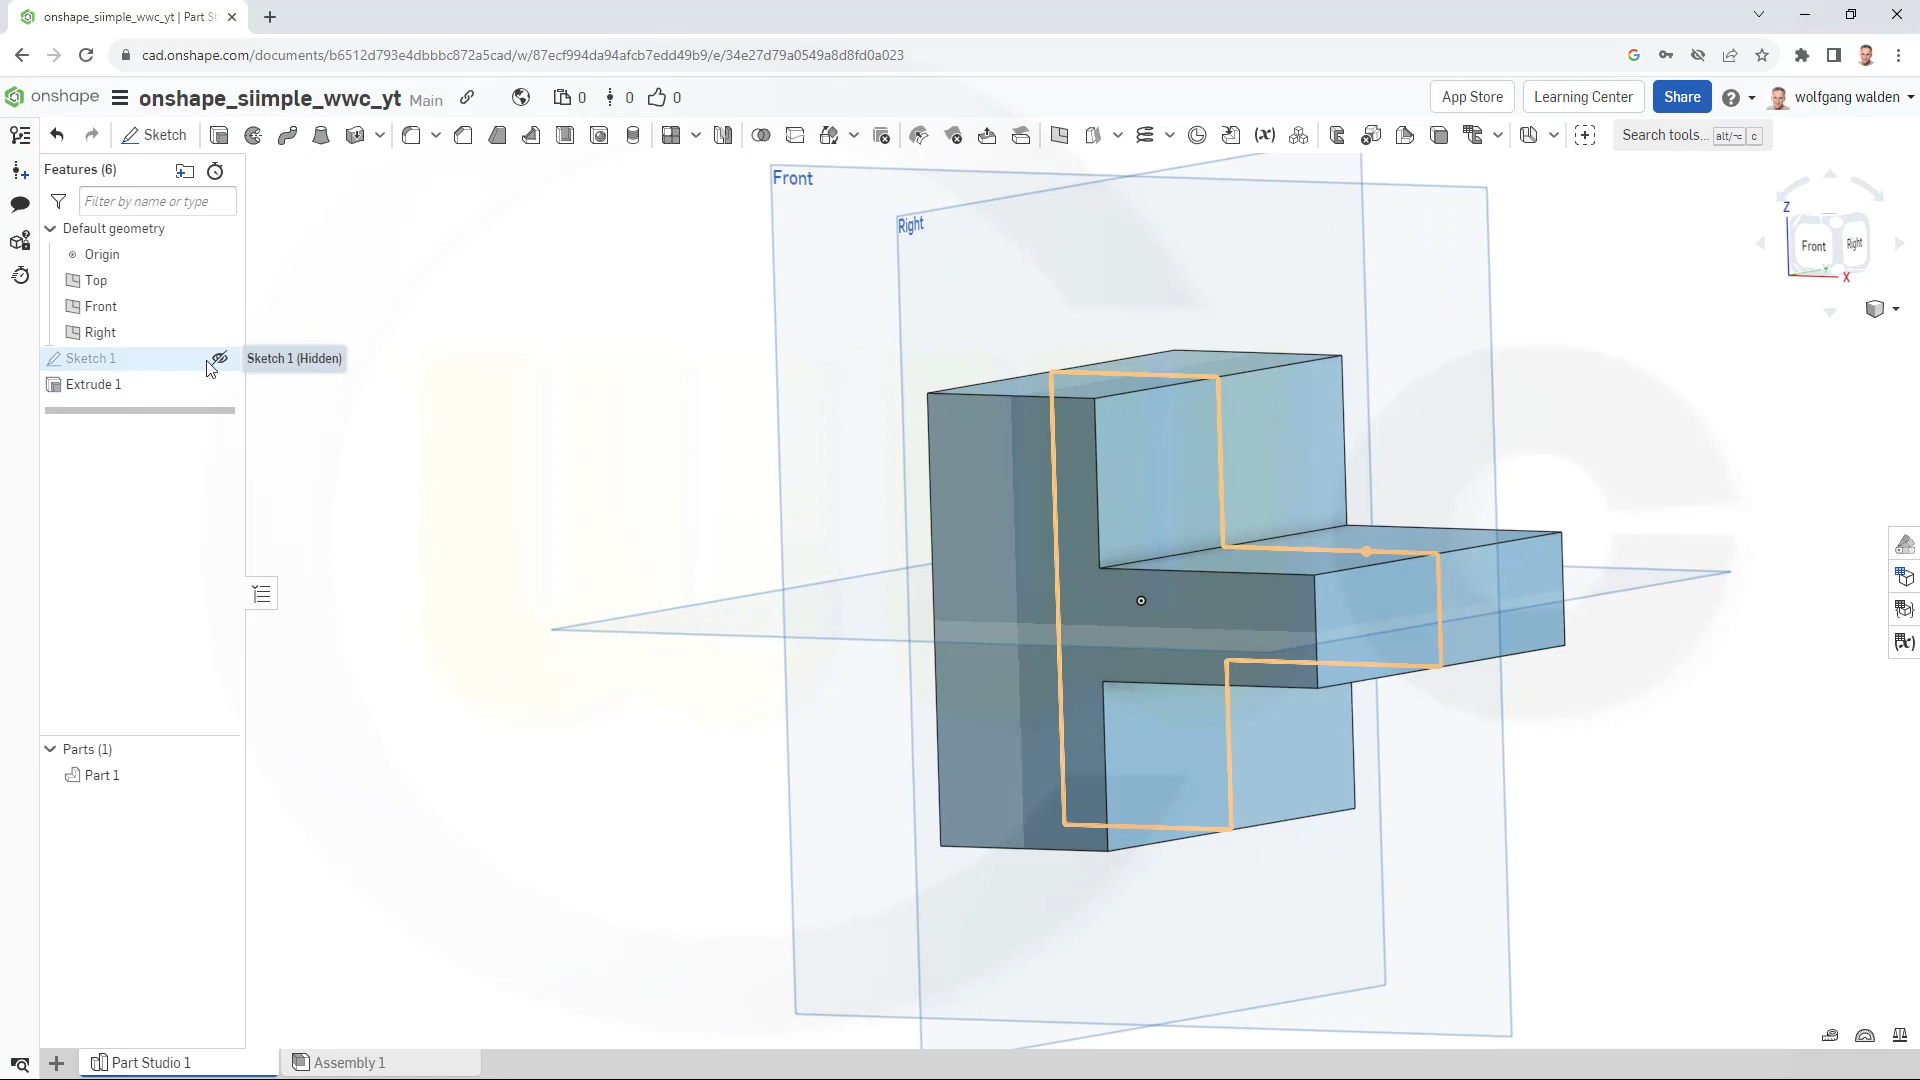 onshape_siimple_wwc_yt | Part St
cad.onshape.com/documents/b6512d793e4dbbbc872a5cad/w/87ecf994da94afcb7edd49b9/e/34e27d79a0549a8d8fd0a023
onshape
onshape_siimple_wwc_yt Main
0
0
0
App Store
Learning Center
Share
wolfgang walden
Sketch
Search tools... alt/⌥ c
Features (6)
Filter by name or type
Default geometry
Origin
Top
Front
Right
Sketch 1
Sketch 1 (Hidden)
Extrude 1
Front
Right
Z
Front
Right
Y
X
Parts (1)
Part 1
Part Studio 1
Assembly 1